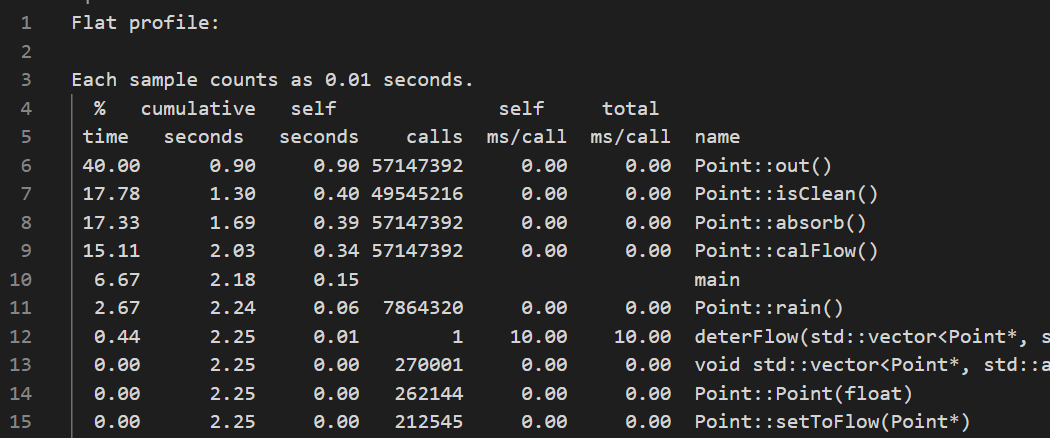 1 Flat profile:
2
3 Each sample counts as 0.01 seconds.
4 % cumulative self self total
5 time seconds seconds calls ms/call ms/call name
6 40.00 0.90 0.90 57147392 0.00 0.00 Point::out()
7 17.78 1.30 0.40 49545216 0.00 0.00 Point::isClean()
8 17.33 1.69 0.39 57147392 0.00 0.00 Point::absorb()
9 15.11 2.03 0.34 57147392 0.00 0.00 Point::calFlow()
10 6.67 2.18 0.15 main
11 2.67 2.24 0.06 7864320 0.00 0.00 Point::rain()
12 0.44 2.25 0.01 1 10.00 10.00 deterFlow(std::vector<Point*, s
13 0.00 2.25 0.00 270001 0.00 0.00 void std::vector<Point*, std::a
14 0.00 2.25 0.00 262144 0.00 0.00 Point::Point(float)
15 0.00 2.25 0.00 212545 0.00 0.00 Point::setToFlow(Point*)